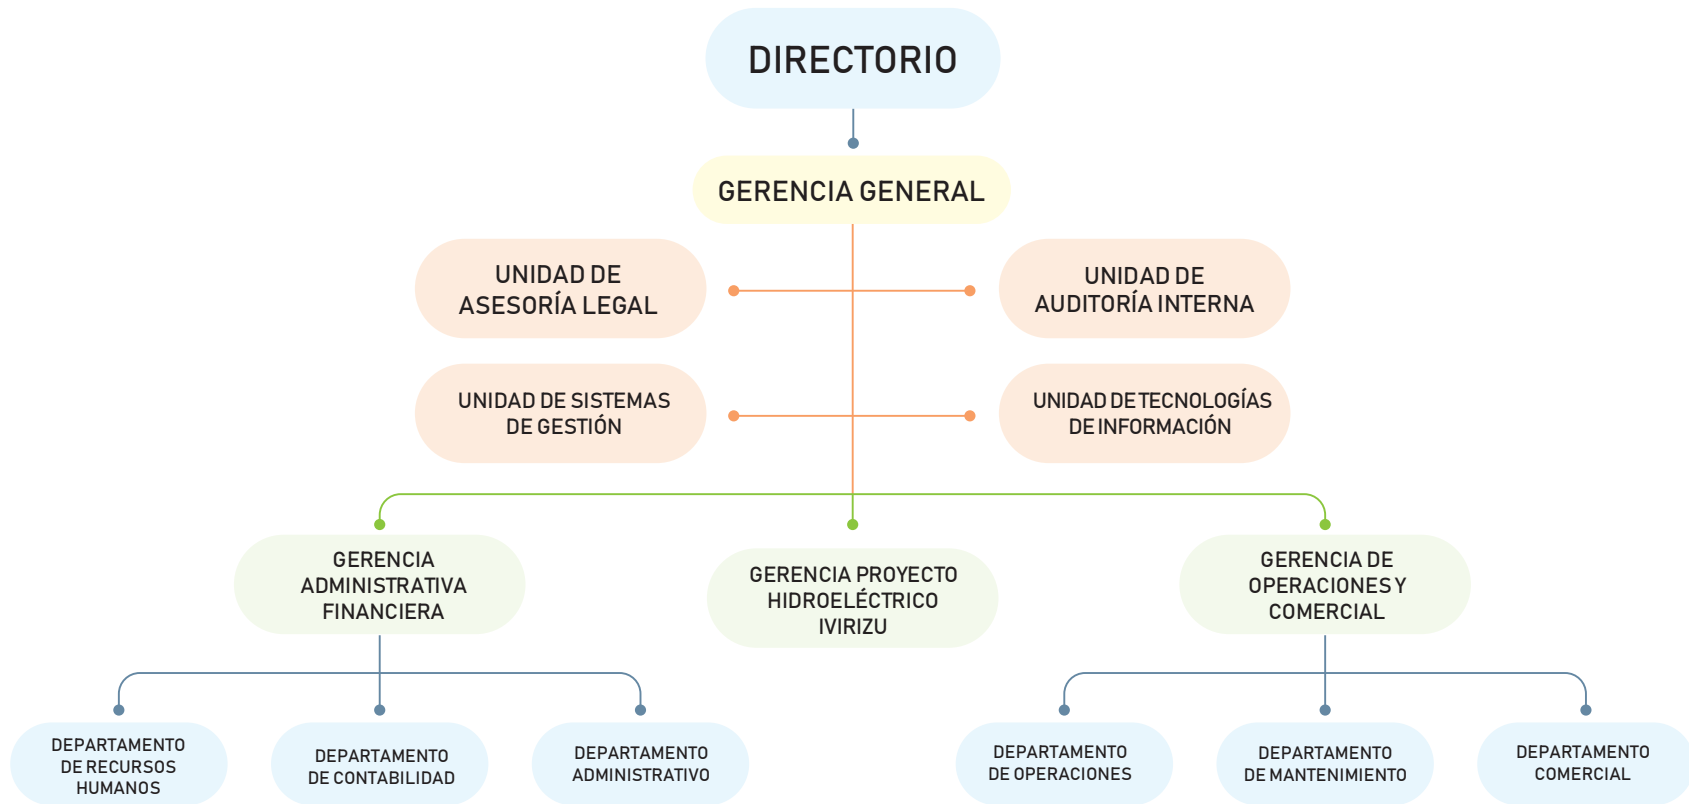 DIRECTORIO
GERENCIA GENERAL
UNIDAD DE
ASESORÍA LEGAL
UNIDAD DE
AUDITORÍA INTERNA
UNIDAD DE SISTEMAS
DE GESTIÓN
UNIDAD DE TECNOLOGÍAS
DE INFORMACIÓN
GERENCIA
ADMINISTRATIVA
FINANCIERA
GERENCIA PROYECTO
HIDROELÉCTRICO
IVIRIZU
GERENCIA DE
OPERACIONES Y
COMERCIAL
DEPARTAMENTO
DE RECURSOS
HUMANOS
DEPARTAMENTO
DE CONTABILIDAD
DEPARTAMENTO
ADMINISTRATIVO
DEPARTAMENTO
DE OPERACIONES
DEPARTAMENTO
DE MANTENIMIENTO
DEPARTAMENTO
COMERCIAL